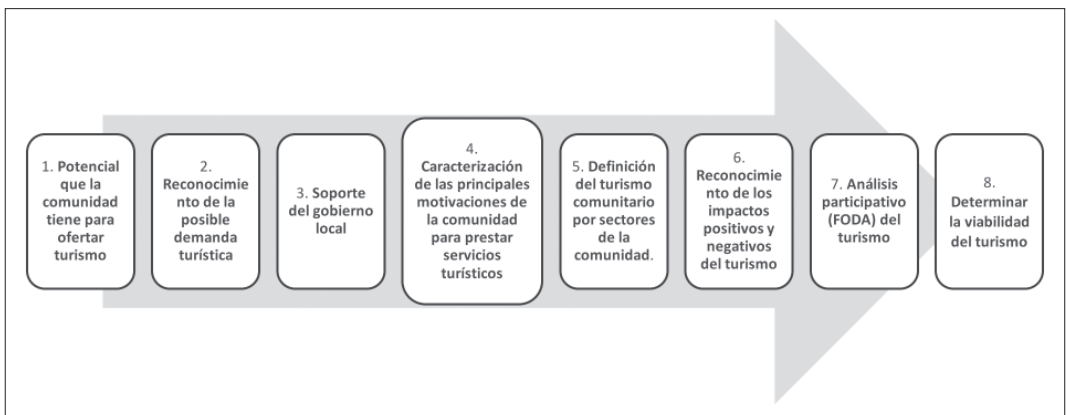 1. Potencial
que la
comunidad
tiene para
ofertar
turismo
2.
Reconocimie
nto de la
posible
demanda
turística
3. Soporte
del gobierno
local
4.
Caracterización
de las principales
motivaciones de
la comunidad
para prestar
servicios
turísticos
5. Definición
del turismo
comunitario
por sectores
de la
comunidad.
6.
Reconocimie
nto de los
impactos
positivos y
negativos
del turismo
7. Análisis
participativo
(FODA) del
turismo
8.
Determinar
la viabilidad
del turismo